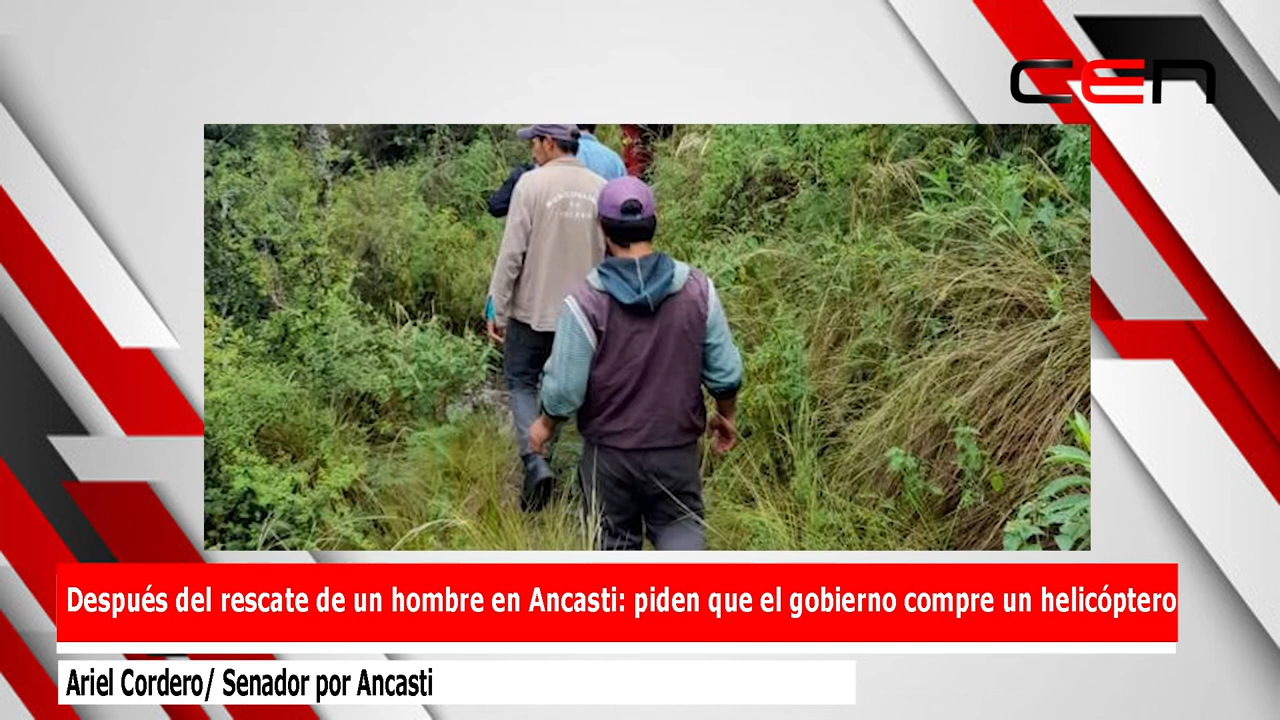 CEN
Después del rescate de un hombre en Ancasti: piden que el gobierno compre un helicóptero
Ariel Cordero/ Senador por Ancasti